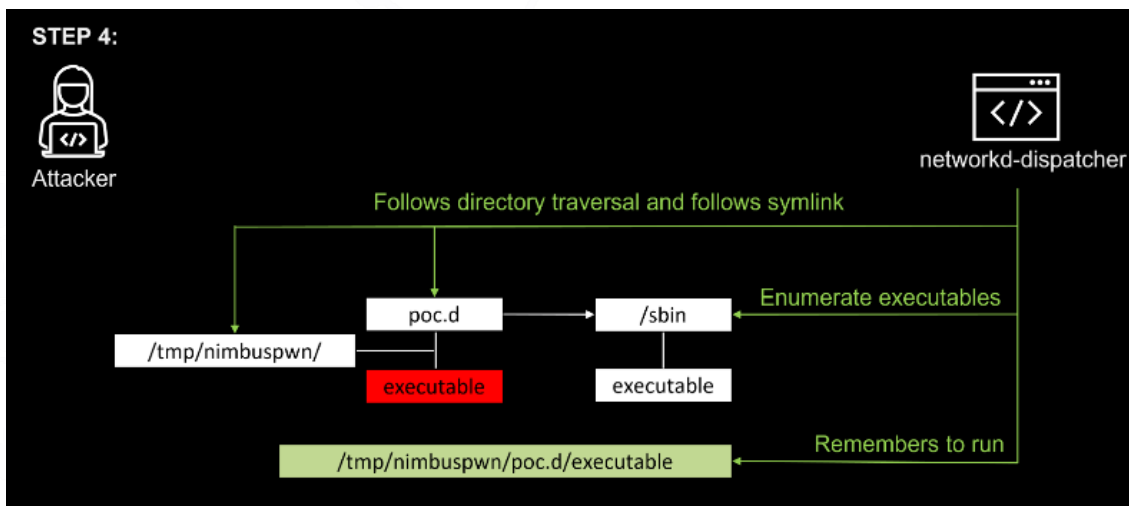 STEP 4:
</>
</>
Attacker
networkd-dispatcher
Follows directory traversal and follows symlink
Enumerate executables
poc.d
/sbin
/tmp/nimbuspwn/
executable
executable
Remembers to run
/tmp/nimbuspwn/poc.d/executable